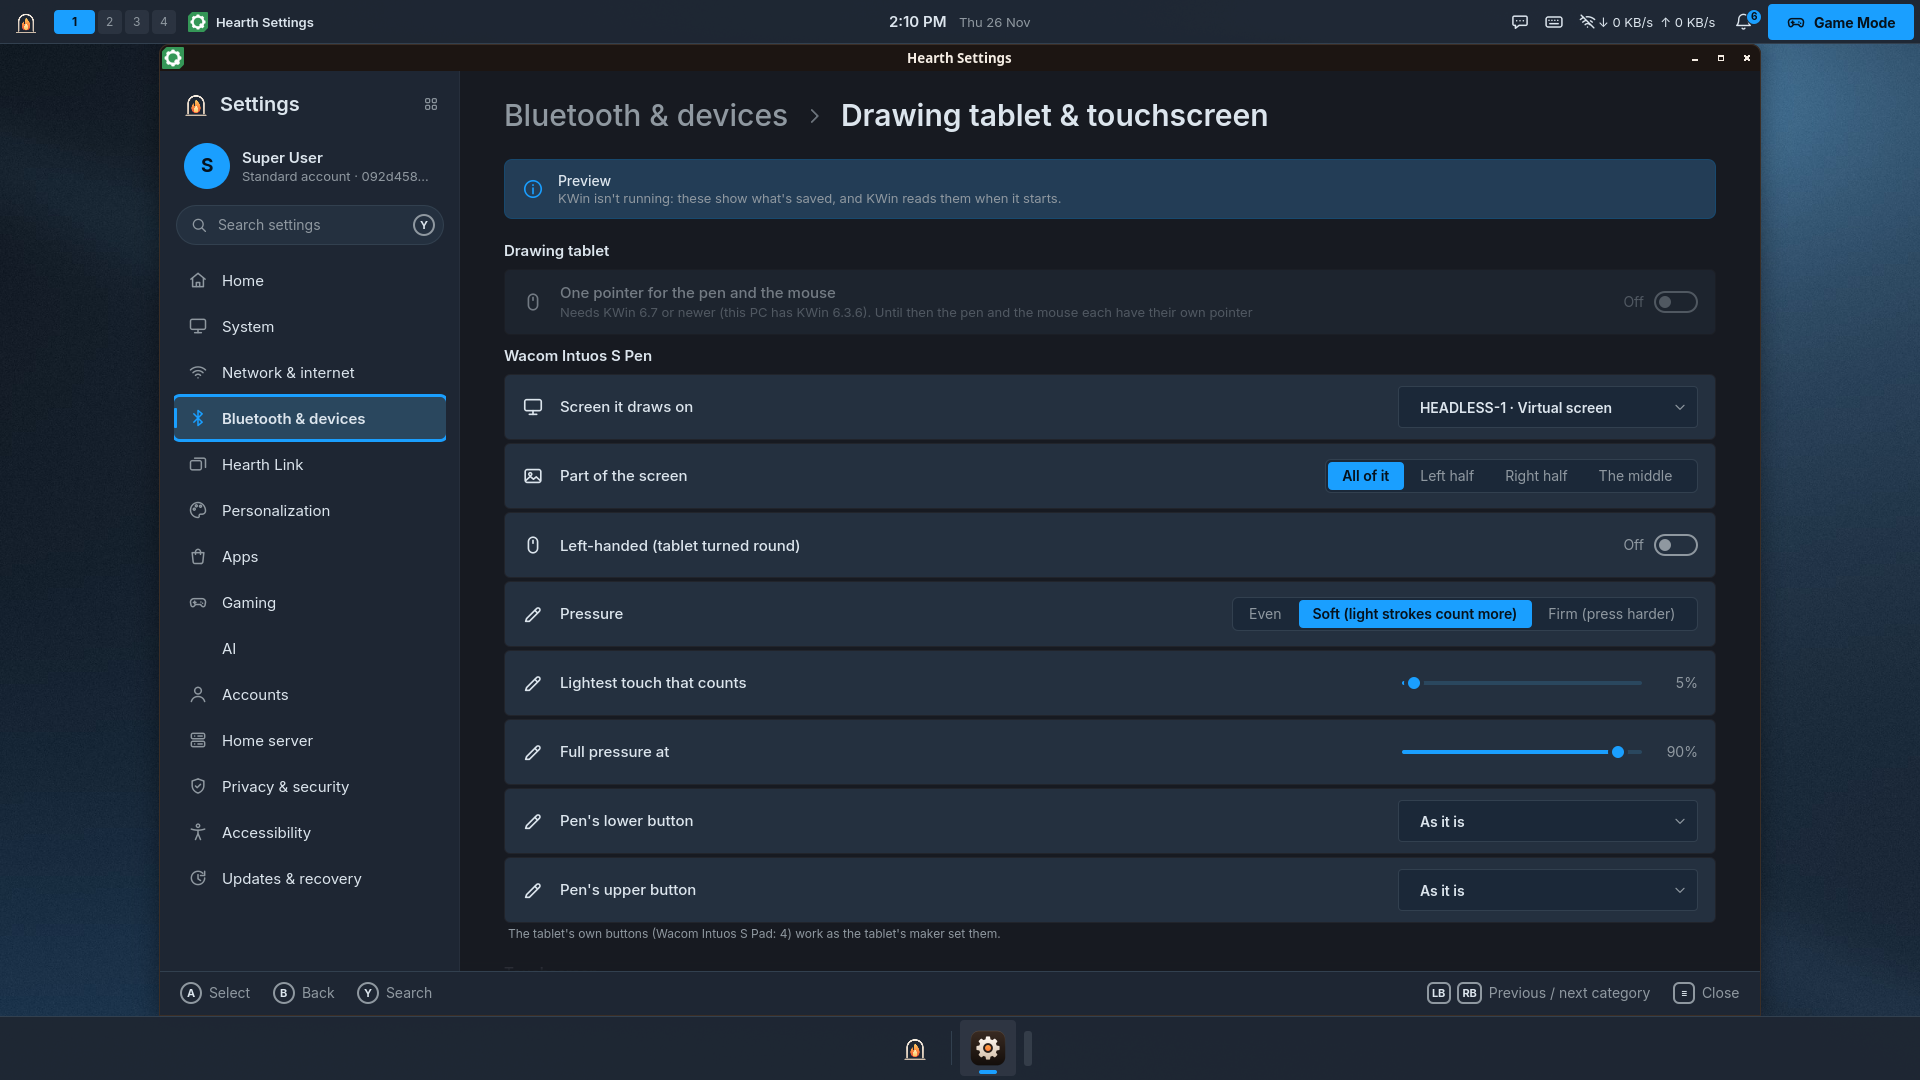 1 2 3 4 Hearth Settings
2:10 PM Thu 26 Nov
↓ 0 KB/s ↑ 0 KB/s 6 Game Mode
Hearth Settings
Settings
S
Super User
Standard account · 092d458...
Search settings Y
Home
System
Network & internet
Bluetooth & devices
Hearth Link
Personalization
Apps
Gaming
AI
Accounts
Home server
Privacy & security
Accessibility
Updates & recovery
Bluetooth & devices > Drawing tablet & touchscreen
Preview
KWin isn't running: these show what's saved, and KWin reads them when it starts.
Drawing tablet
One pointer for the pen and the mouse
Needs KWin 6.7 or newer (this PC has KWin 6.3.6). Until then the pen and the mouse each have their own pointer
Off
Wacom Intuos S Pen
Screen it draws on HEADLESS-1 · Virtual screen
Part of the screen All of it Left half Right half The middle
Left-handed (tablet turned round) Off
Pressure Even Soft (light strokes count more) Firm (press harder)
Lightest touch that counts 5%
Full pressure at 90%
Pen's lower button As it is
Pen's upper button As it is
The tablet's own buttons (Wacom Intuos S Pad: 4) work as the tablet's maker set them.
A Select B Back Y Search
LB RB Previous / next category ≡ Close